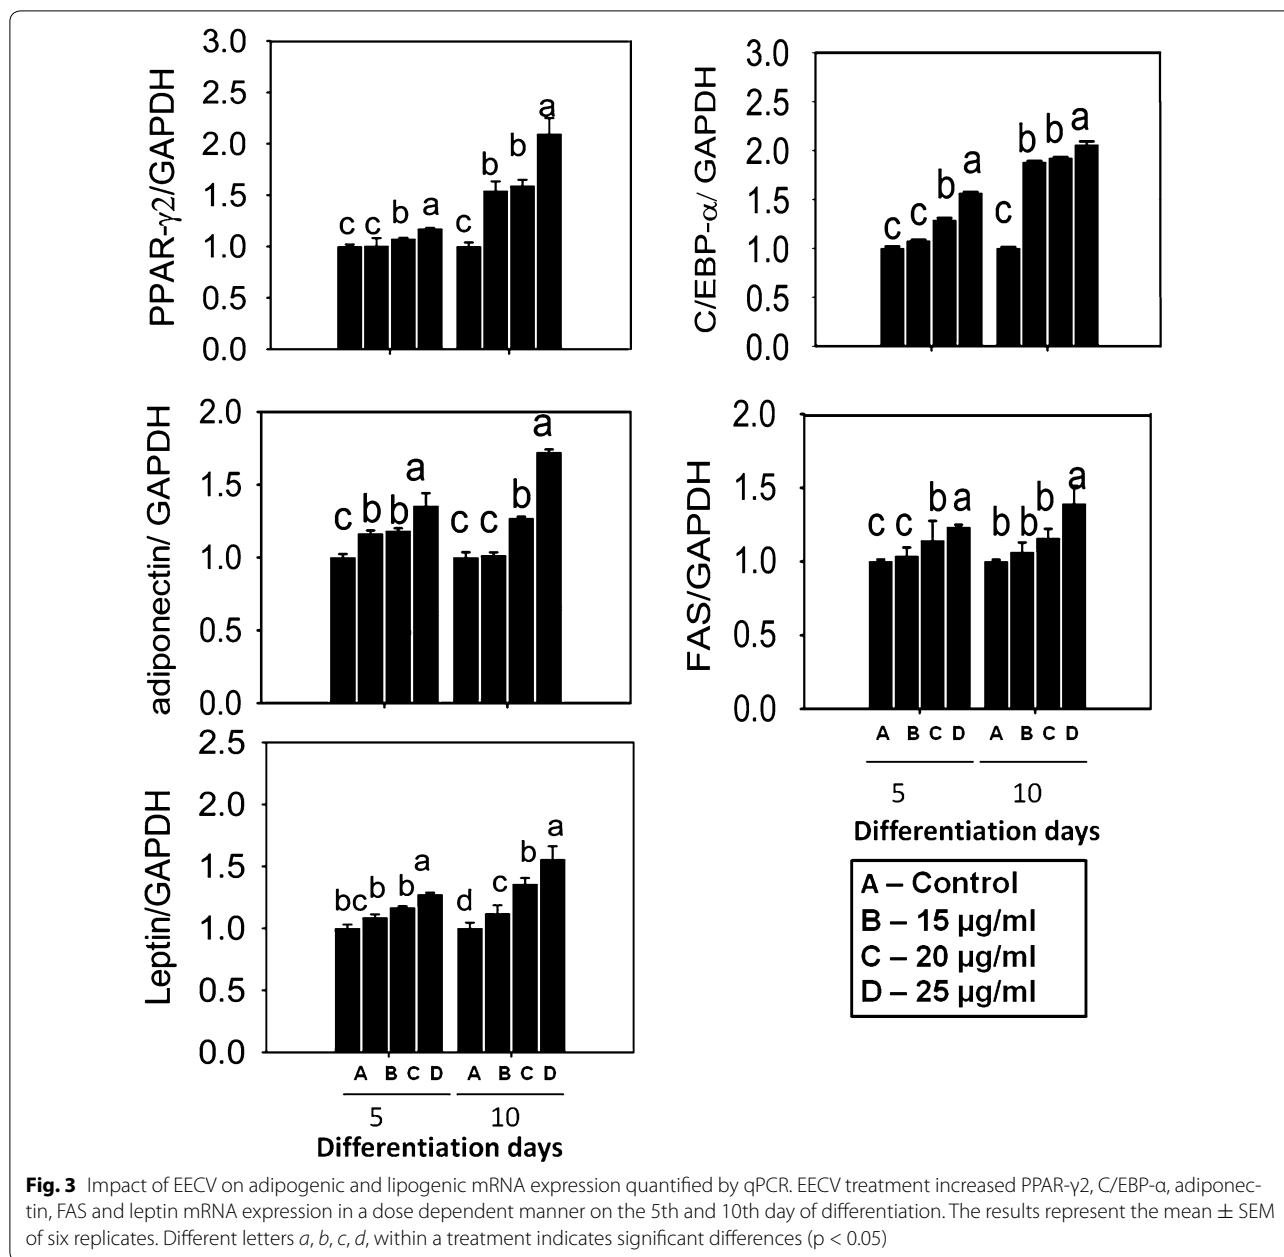 PPAR-γ2/GAPDH
3.0
2.5
2.0
1.5
1.0
0.5
0.0
c c b a c b b a
C/EBP-α/ GAPDH
3.0
2.5
2.0
1.5
1.0
0.5
0.0
c c b a c b b a
adiponectin/ GAPDH
2.0
1.5
1.0
0.5
0.0
c b b a c c b a
FAS/GAPDH
2.0
1.5
1.0
0.5
0.0
c c b a b b b a
A B C D A B C D
5 10
Differentiation days
Leptin/GAPDH
2.5
2.0
1.5
1.0
0.5
0.0
bc b b a d c b a
A B C D A B C D
5 10
Differentiation days
A – Control
B – 15 µg/ml
C – 20 µg/ml
D – 25 µg/ml
Fig. 3 Impact of EECV on adipogenic and lipogenic mRNA expression quantified by qPCR. EECV treatment increased PPAR-γ2, C/EBP-α, adiponec-
tin, FAS and leptin mRNA expression in a dose dependent manner on the 5th and 10th day of differentiation. The results represent the mean ± SEM
of six replicates. Different letters a, b, c, d, within a treatment indicates significant differences (p < 0.05)